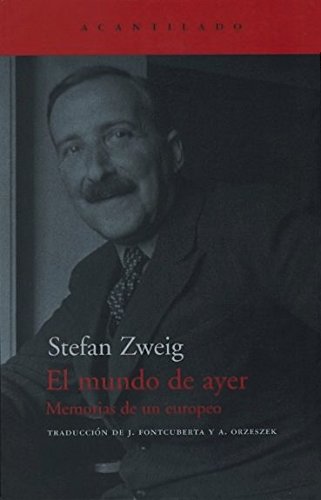 ACANTILADO
Stefan Zweig
El mundo de ayer
Memorias de un europeo
TRADUCCIÓN DE J. FONTCUBERTA Y A. ORZESZEK